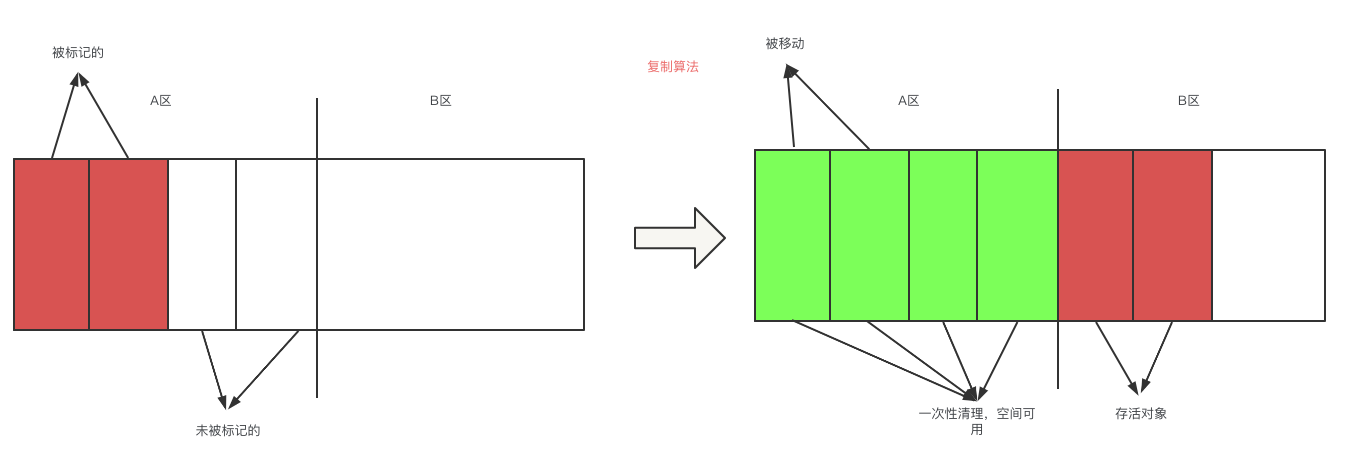 被标记的
A区
B区
未被标记的
复制算法
被移动
A区
B区
一次性清理，空间可
用
存活对象